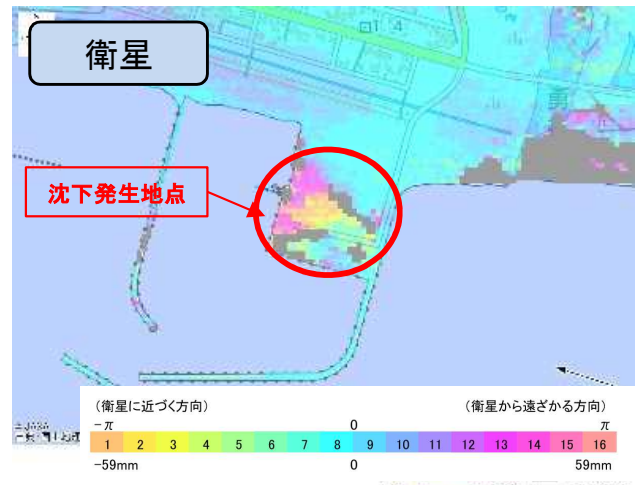 衛星
沈下発生地点
(衛星に近づく方向) (衛星から遠ざかる方向)
-π 0 π
1 2 3 4 5 6 7 8 9 10 11 12 13 14 15 16
-59mm 0 59mm